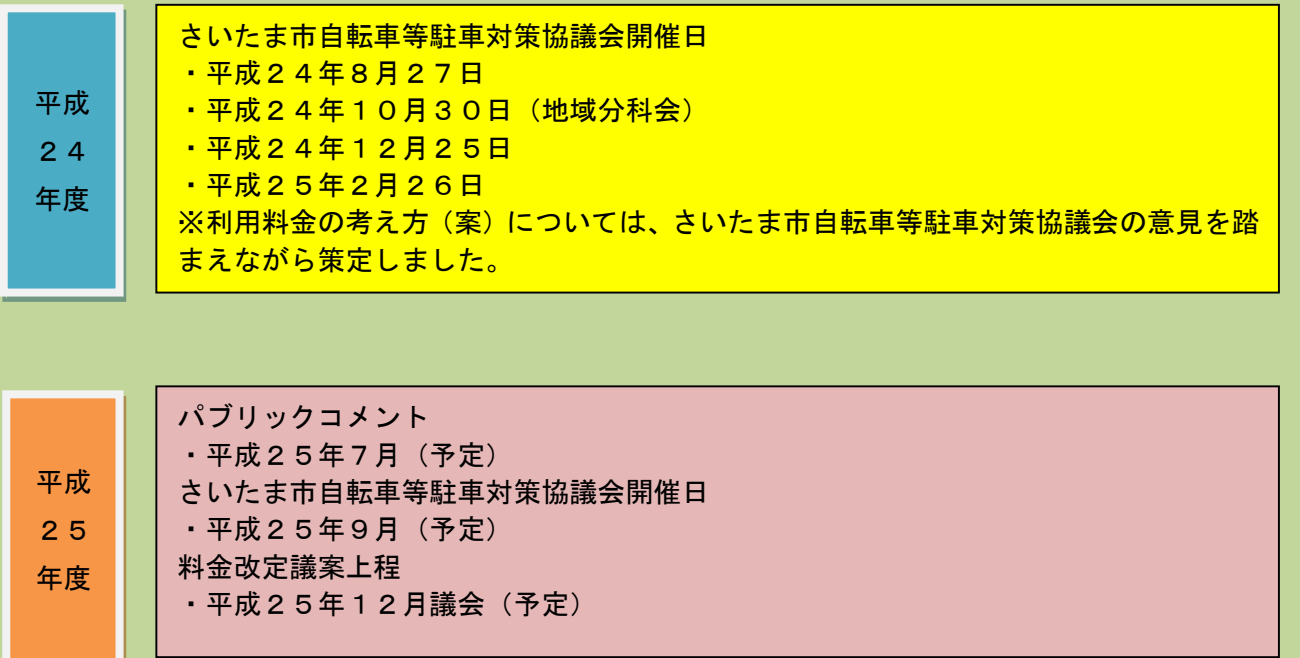 平成
２４
年度
さいたま市自転車等駐車対策協議会開催日
・平成２４年８月２７日
・平成２４年１０月３０日（地域分科会）
・平成２４年１２月２５日
・平成２５年２月２６日
※利用料金の考え方（案）については、さいたま市自転車等駐車対策協議会の意見を踏
まえながら策定しました。
平成
２５
年度
パブリックコメント
・平成２５年７月（予定）
さいたま市自転車等駐車対策協議会開催日
・平成２５年９月（予定）
料金改定議案上程
・平成２５年１２月議会（予定）